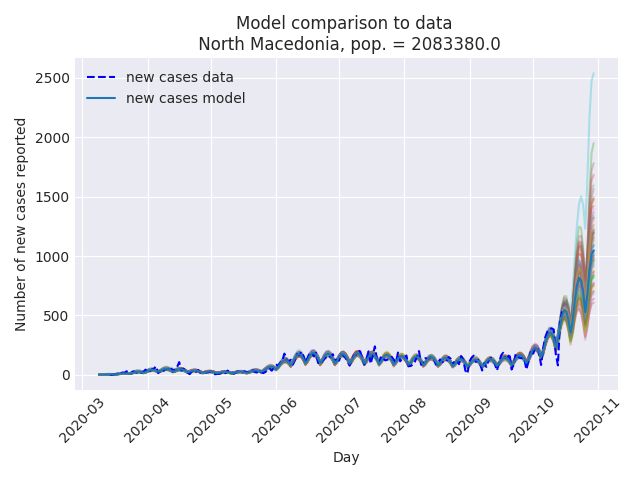 Model comparison to data
North Macedonia, pop. = 2083380.0
new cases data
new cases model
Number of new cases reported
2500
2000
1500
1000
500
0
2020-03
2020-04
2020-05
2020-06
2020-07
2020-08
2020-09
2020-10
2020-11
Day